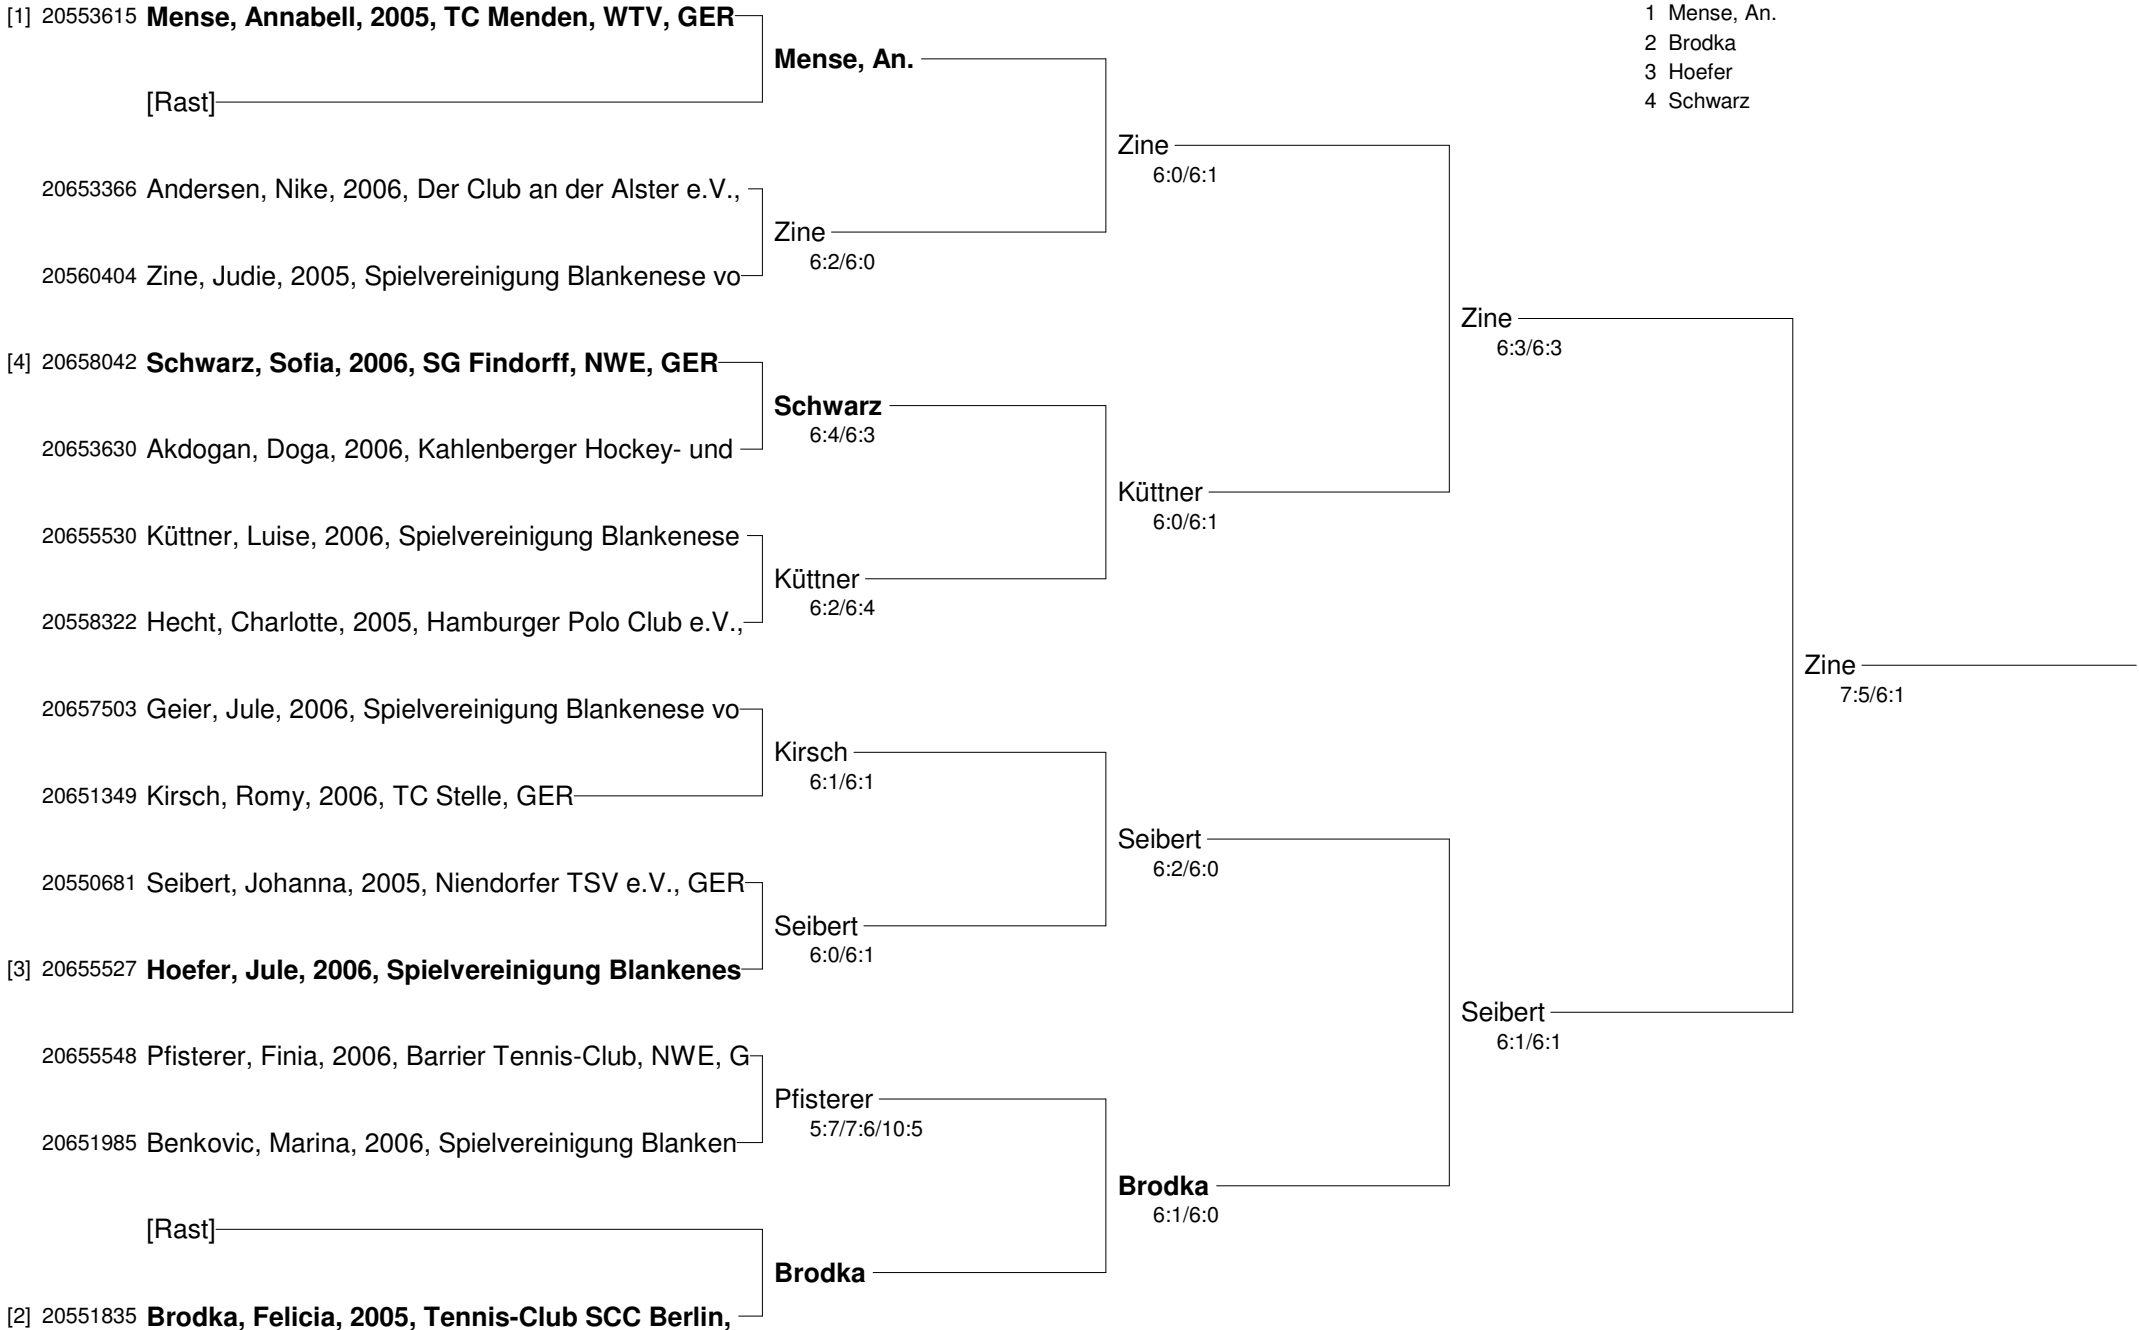 [1] 20553615 Mense, Annabell, 2005, TC Menden, WTV, GER
1 Mense, An.
2 Brodka
3 Hoefer
4 Schwarz
Mense, An.
[Rast]
Zine
6:0/6:1
20653366 Andersen, Nike, 2006, Der Club an der Alster e.V.,
Zine
6:2/6:0
20560404 Zine, Judie, 2005, Spielvereinigung Blankenese vo
Zine
6:3/6:3
[4] 20658042 Schwarz, Sofia, 2006, SG Findorff, NWE, GER
Schwarz
6:4/6:3
20653630 Akdogan, Doga, 2006, Kahlenberger Hockey- und
Küttner
6:0/6:1
20655530 Küttner, Luise, 2006, Spielvereinigung Blankenese
Küttner
6:2/6:4
20558322 Hecht, Charlotte, 2005, Hamburger Polo Club e.V.,
Zine
7:5/6:1
20657503 Geier, Jule, 2006, Spielvereinigung Blankenese vo
Kirsch
6:1/6:1
20651349 Kirsch, Romy, 2006, TC Stelle, GER
Seibert
6:2/6:0
20550681 Seibert, Johanna, 2005, Niendorfer TSV e.V., GER
Seibert
6:0/6:1
[3] 20655527 Hoefer, Jule, 2006, Spielvereinigung Blankenes
Seibert
6:1/6:1
20655548 Pfisterer, Finia, 2006, Barrier Tennis-Club, NWE, G
Pfisterer
5:7/7:6/10:5
20651985 Benkovic, Marina, 2006, Spielvereinigung Blanken
Brodka
6:1/6:0
[Rast]
Brodka
[2] 20551835 Brodka, Felicia, 2005, Tennis-Club SCC Berlin,